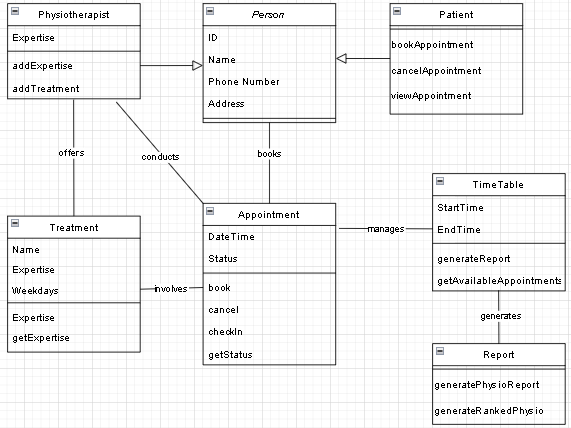 Physiotherapist
Expertise
addExpertise
addTreatment
Person
ID
Name
Phone Number
Address
Patient
bookAppointment
cancelAppointment
viewAppointment
offers
conducts
books
Treatment
Name
Expertise
Weekdays
Expertise
getExpertise
involves
Appointment
DateTime
Status
book
cancel
checkIn
getStatus
manages
TimeTable
StartTime
EndTime
generateReport
getAvailableAppointments
generates
Report
generatePhysioReport
generateRankedPhysio